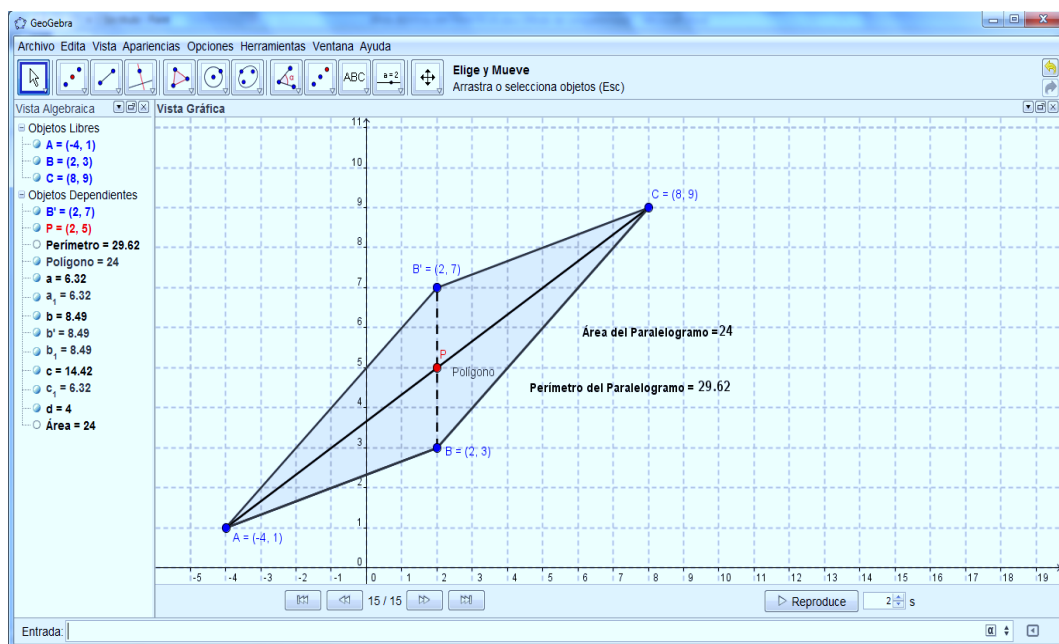 GeoGebra
Archivo Edita Vista Apariencias Opciones Herramientas Ventana Ayuda
ABC
a=2
Elige y Mueve
Arrastra o selecciona objetos (Esc)
Vista Algebraica
Vista Gráfica
Objetos Libres
A = (-4, 1)
B = (2, 3)
C = (8, 9)
Objetos Dependientes
B' = (2, 7)
P = (2, 5)
Perímetro = 29.62
Polígono = 24
a = 6.32
a₁ = 6.32
b = 8.49
b' = 8.49
b₁ = 8.49
c = 14.42
c₁ = 6.32
d = 4
Área = 24
11
10
9
8
7
6
5
4
3
2
1
0
C = (8, 9)
B' = (2, 7)
Área del Paralelogramo =24
P
Polígono
Perímetro del Paralelogramo = 29.62
B = (2, 3)
A = (-4, 1)
-5 -4 -3 -2 -1 0 1 2 3 4 5 6 7 8 9 10 11 12 13 14 15 16 17 18 19
15 / 15
Reproduce
2 s
Entrada:
α